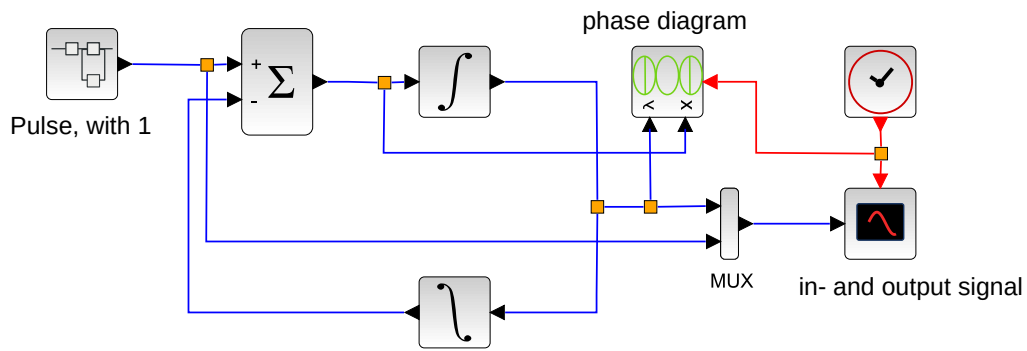 phase diagram
+
Σ
-
∫
Y X
Pulse, with 1
MUX
∫
in- and output signal